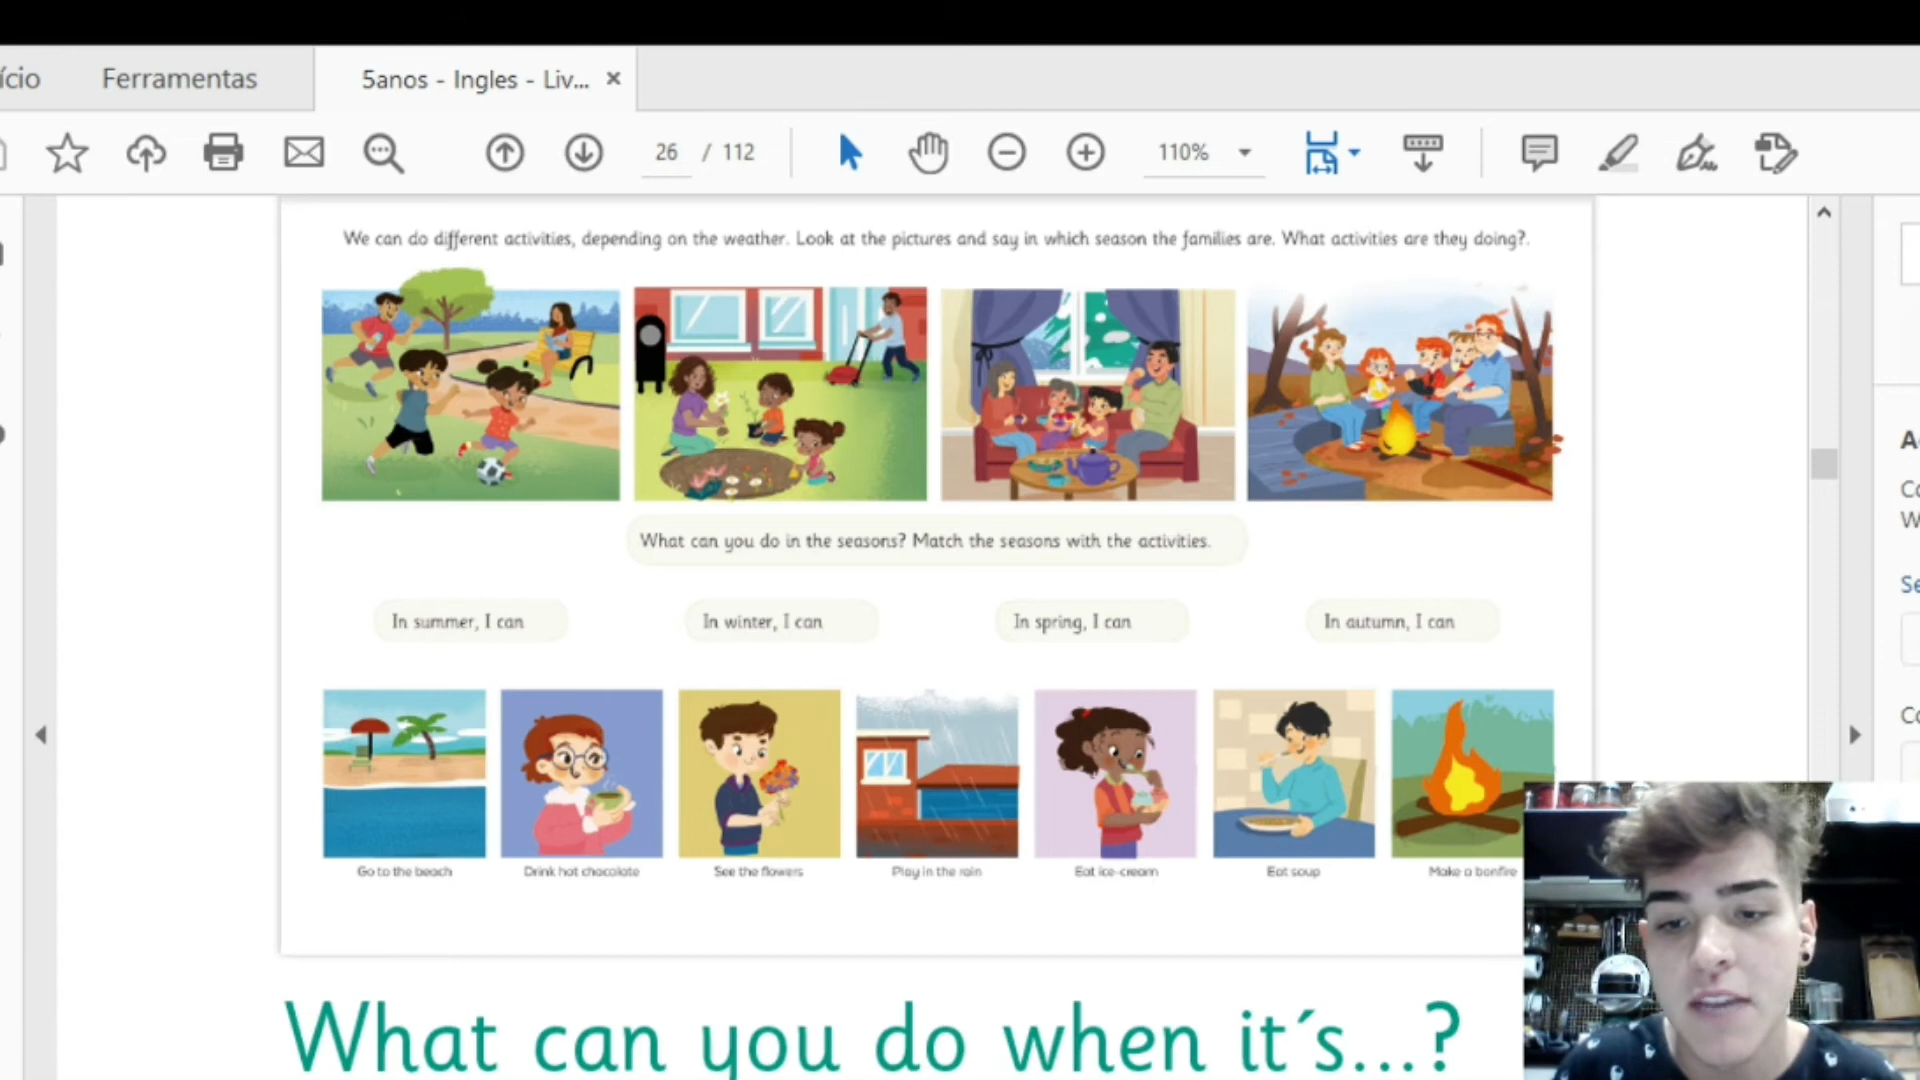 ício Ferramentas 5anos - Ingles - Liv... ×
26 / 112 110%
We can do different activities, depending on the weather. Look at the pictures and say in which season the families are. What activities are they doing?.
What can you do in the seasons? Match the seasons with the activities.
In summer, I can In winter, I can In spring, I can In autumn, I can
Go to the beach Drink hot chocolate See the flowers Play in the rain Eat ice-cream Eat soup Make a bonfire
What can you do when it´s...?